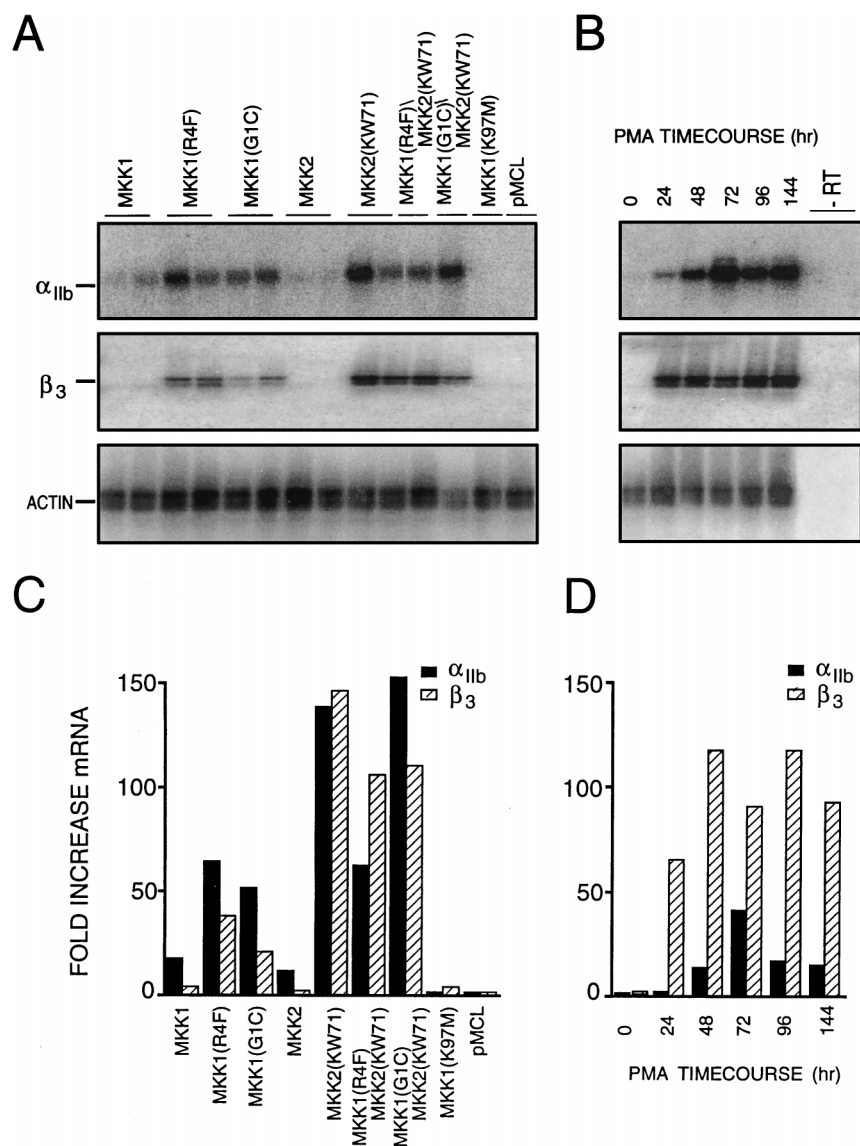 A
MKK1
MKK1(R4F)
MKK1(G1C)
MKK2
MKK2(KW71)
MKK1(R4F)\
MKK2(KW71)
MKK1(G1C)\
MKK2(KW71)
MKK1(K97M)
pMCL
αIIb
β3
ACTIN
B
PMA TIMECOURSE (hr)
0 24 48 72 96 144 - RT
C
αIIb
β3
FOLD INCREASE mRNA
150
100
50
0
MKK1
MKK1(R4F)
MKK1(G1C)
MKK2
MKK2(KW71)
MKK1(R4F)
MKK2(KW71)
MKK1(G1C)
MKK2(KW71)
MKK1(K97M)
pMCL
D
αIIb
β3
150
100
50
0
0 24 48 72 96 144
PMA TIMECOURSE (hr)